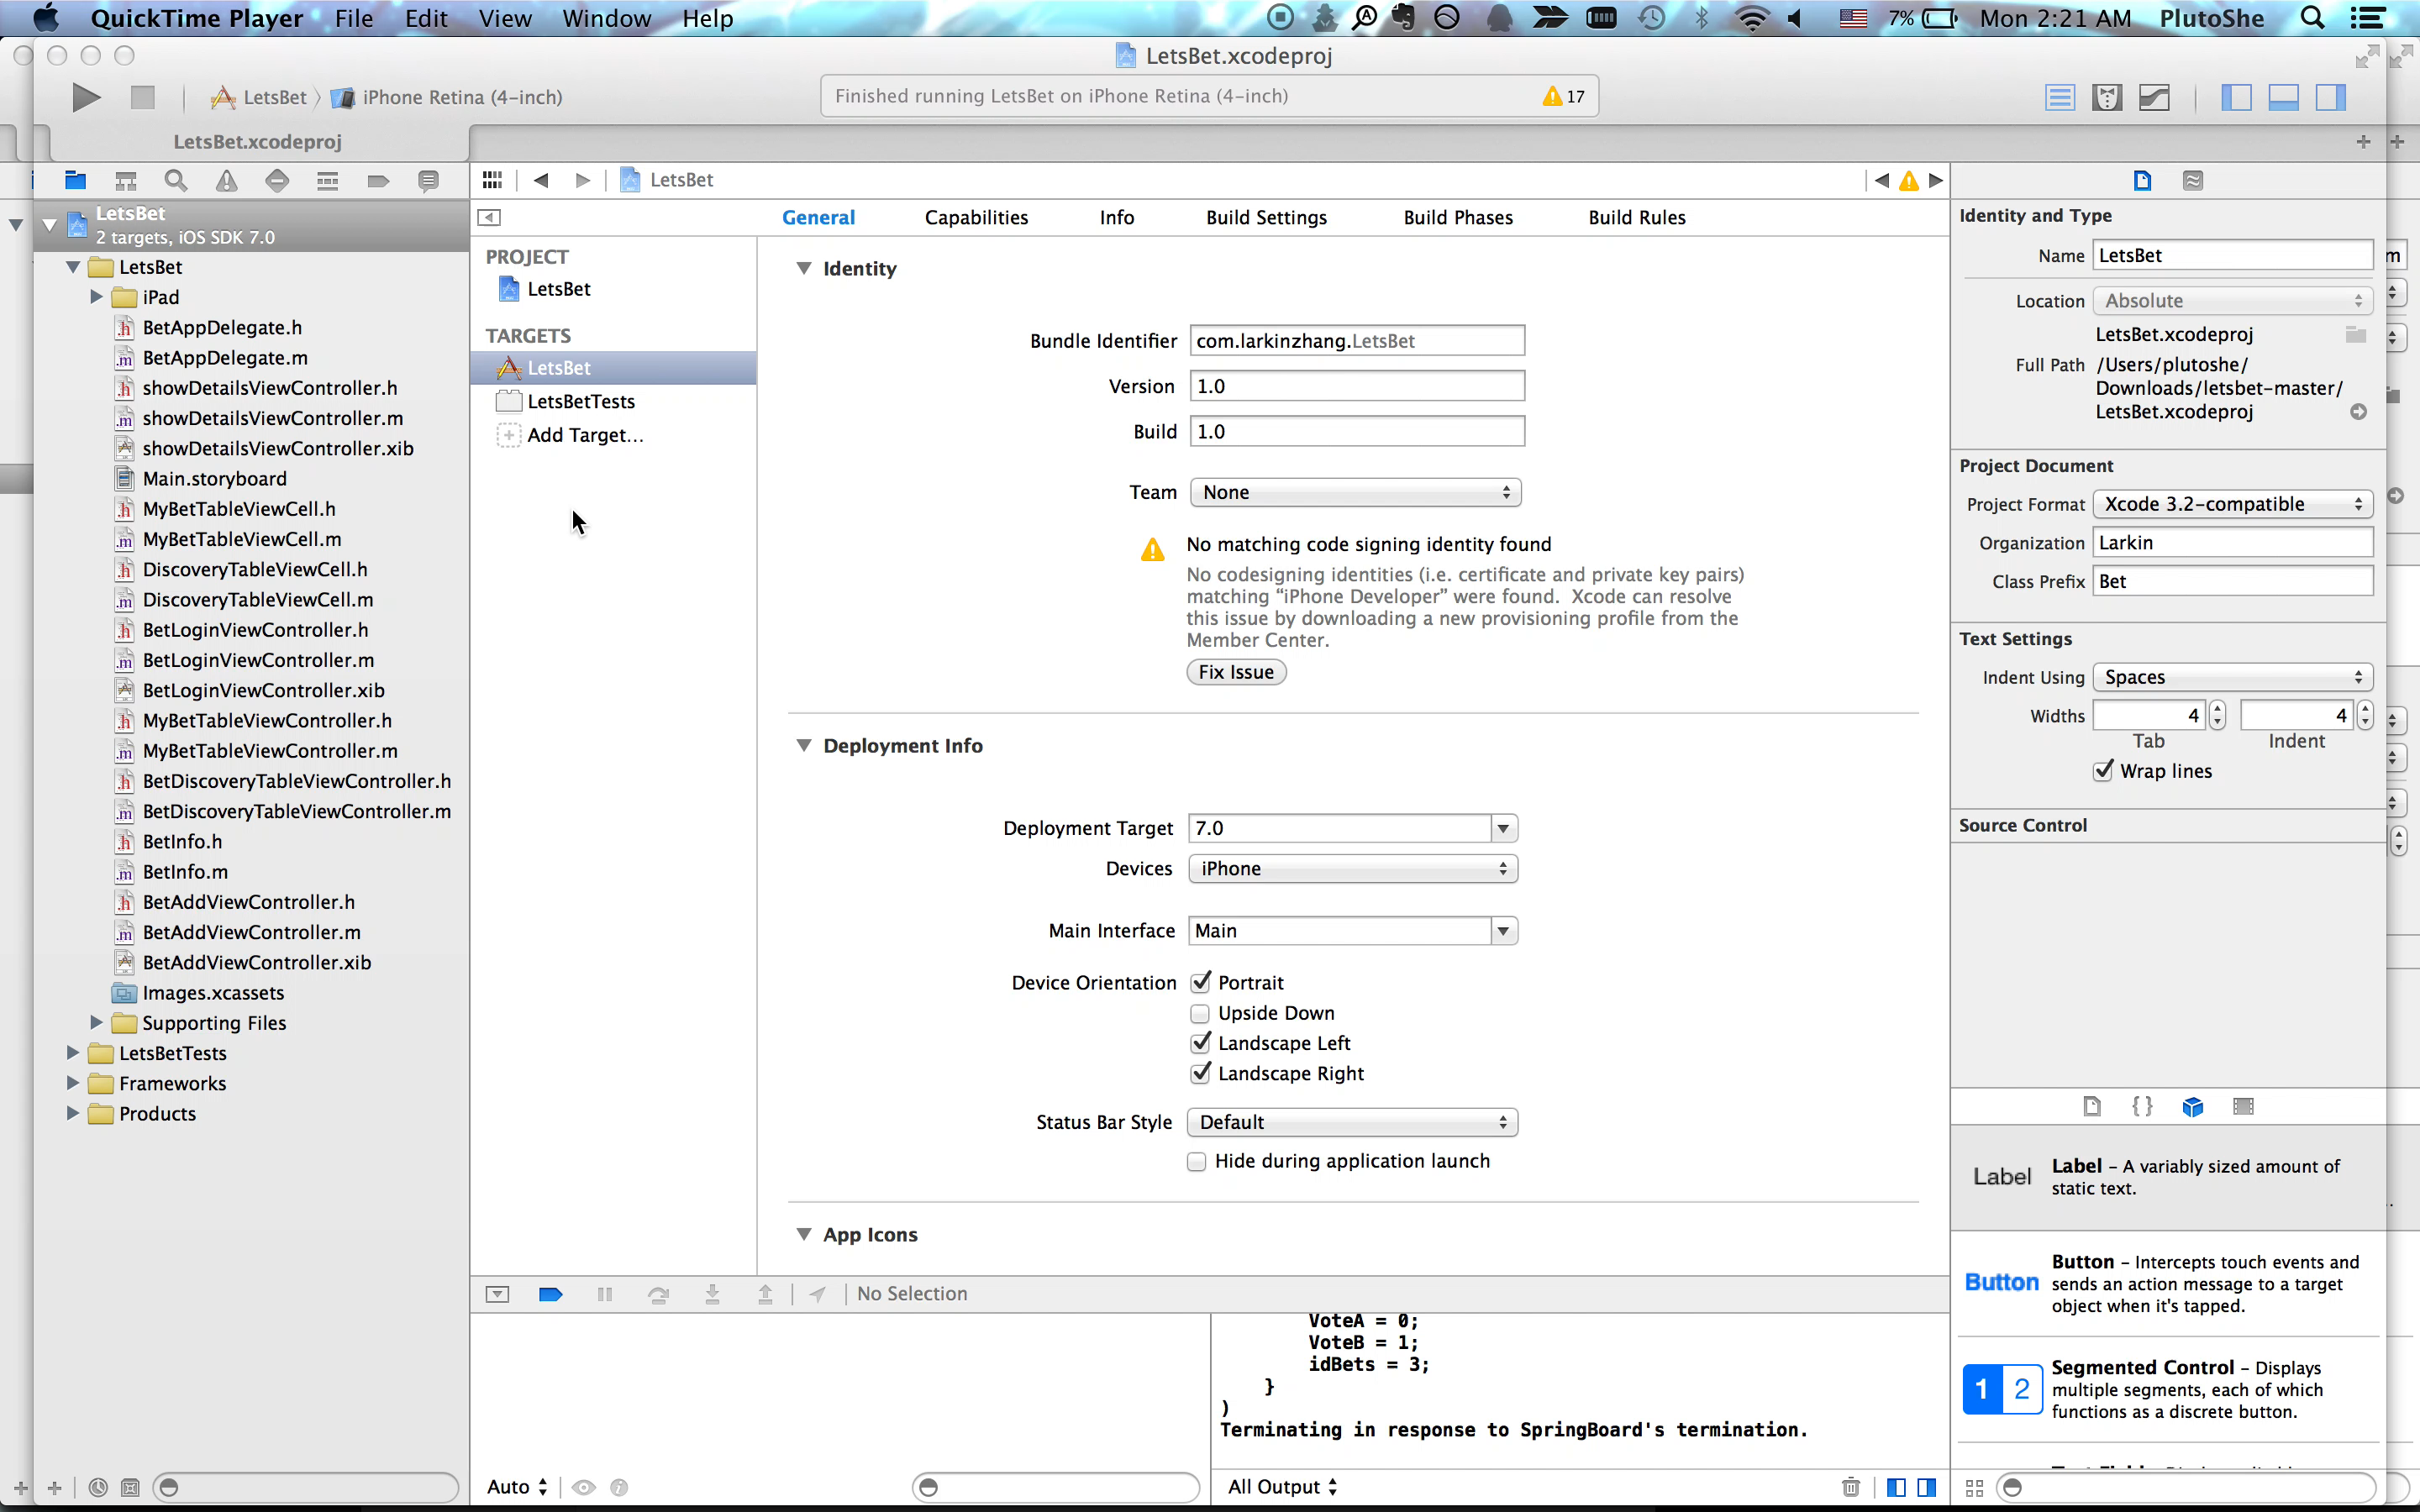 QuickTime Player File Edit View Window Help 7% Mon 2:21 AM PlutoShe
LetsBet.xcodeproj
LetsBet iPhone Retina (4-inch)
Finished running LetsBet on iPhone Retina (4-inch) 17
LetsBet.xcodeproj
LetsBet
LetsBet
2 targets, iOS SDK 7.0
LetsBet
iPad
BetAppDelegate.h
BetAppDelegate.m
showDetailsViewController.h
showDetailsViewController.m
showDetailsViewController.xib
Main.storyboard
MyBetTableViewCell.h
MyBetTableViewCell.m
DiscoveryTableViewCell.h
DiscoveryTableViewCell.m
BetLoginViewController.h
BetLoginViewController.m
BetLoginViewController.xib
MyBetTableViewController.h
MyBetTableViewController.m
BetDiscoveryTableViewController.h
BetDiscoveryTableViewController.m
BetInfo.h
BetInfo.m
BetAddViewController.h
BetAddViewController.m
BetAddViewController.xib
Images.xcassets
Supporting Files
LetsBetTests
Frameworks
Products
General Capabilities Info Build Settings Build Phases Build Rules
PROJECT
LetsBet
TARGETS
LetsBet
LetsBetTests
Add Target...
Identity
Bundle Identifier com.larkinzhang.LetsBet
Version 1.0
Build 1.0
Team None
No matching code signing identity found
No codesigning identities (i.e. certificate and private key pairs)
matching “iPhone Developer” were found. Xcode can resolve
this issue by downloading a new provisioning profile from the
Member Center.
Fix Issue
Deployment Info
Deployment Target 7.0
Devices iPhone
Main Interface Main
Device Orientation Portrait
Upside Down
Landscape Left
Landscape Right
Status Bar Style Default
Hide during application launch
App Icons
No Selection
VoteA = 0;
VoteB = 1;
idBets = 3;
}
)
Terminating in response to SpringBoard's termination.
Auto
All Output
Identity and Type
Name LetsBet
m
Location Absolute
LetsBet.xcodeproj
Full Path /Users/plutoshe/
Downloads/letsbet-master/
LetsBet.xcodeproj
Project Document
Project Format Xcode 3.2-compatible
Organization Larkin
Class Prefix Bet
Text Settings
Indent Using Spaces
Widths 4 4
Tab Indent
Wrap lines
Source Control
Label Label - A variably sized amount of
static text.
Button Button - Intercepts touch events and
sends an action message to a target
object when it's tapped.
1 2 Segmented Control - Displays
multiple segments, each of which
functions as a discrete button.